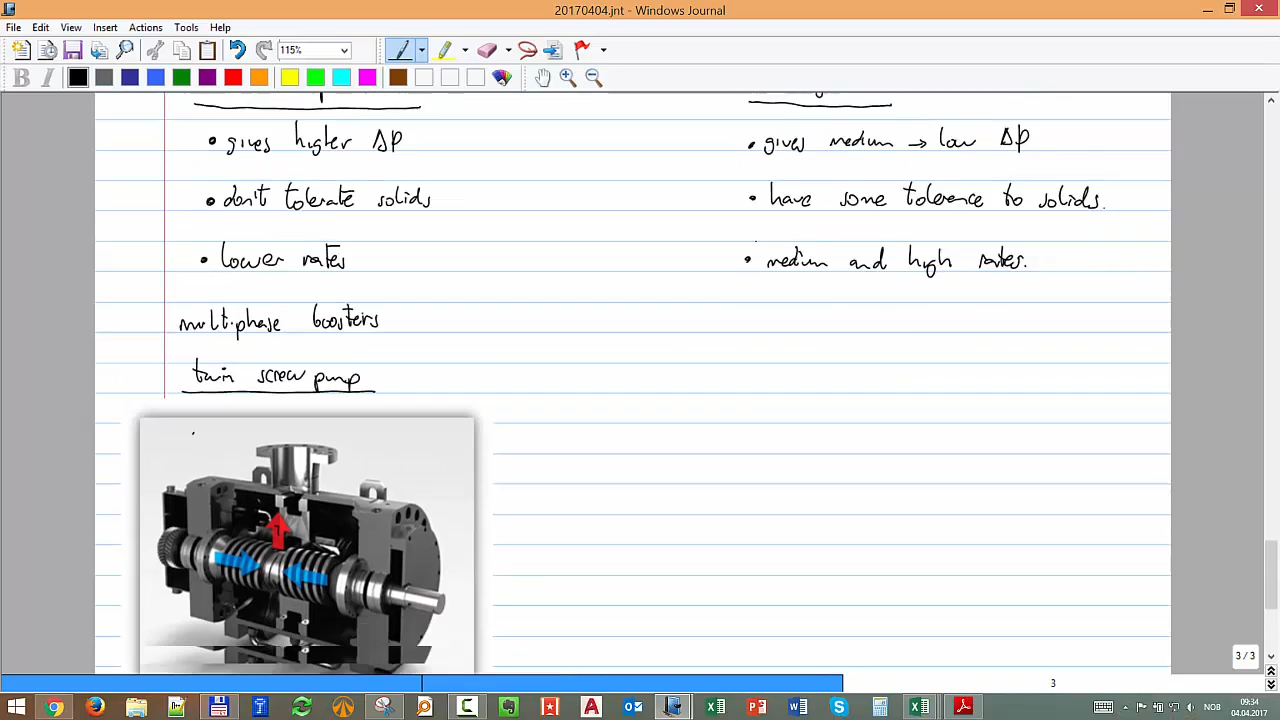 20170404.jnt - Windows Journal
File Edit View Insert Actions Tools Help
115%
B I
• gives higher ΔP
• gives medium → low ΔP
• don't tolerate solids
• have some tolerence to solids.
• lower rates
• medium and high rates.
multiphase boosters
twin screw pump
3 / 3
3
NOB
09:34
04.04.2017